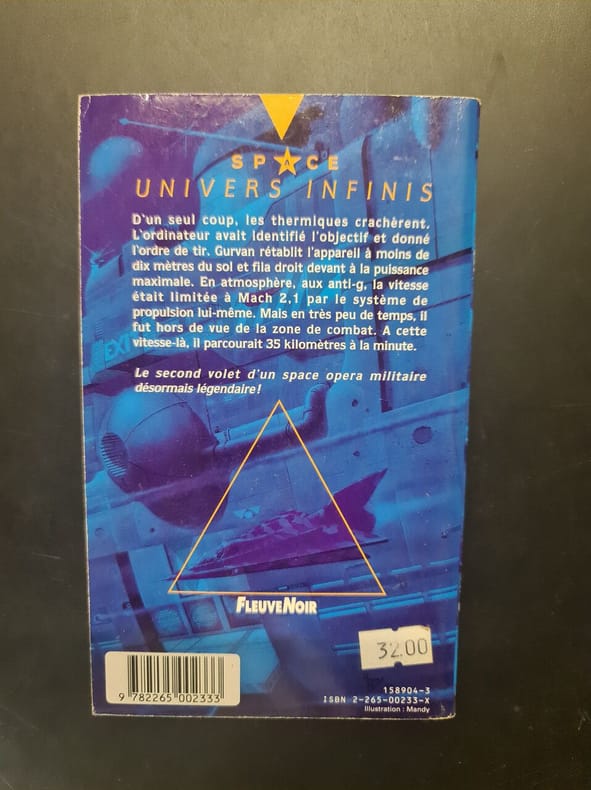 SPACE
UNIVERS INFINIS
D'un seul coup, les thermiques crachèrent.
L'ordinateur avait identifié l'objectif et donné
l'ordre de tir. Gurvan rétablit l'appareil à moins de
dix mètres du sol et fila droit devant à la puissance
maximale. En atmosphère, aux anti-g, la vitesse
était limitée à Mach 2,1 par le système de
propulsion lui-même. Mais en très peu de temps, il
fut hors de vue de la zone de combat. A cette
vitesse-là, il parcourait 35 kilomètres à la minute.
Le second volet d'un space opera militaire
désormais légendaire !
EXIT
FLEUVE NOIR
32.00
9 782265 002333
158904-3
ISBN 2-265-00233-X
Illustration : Mandy